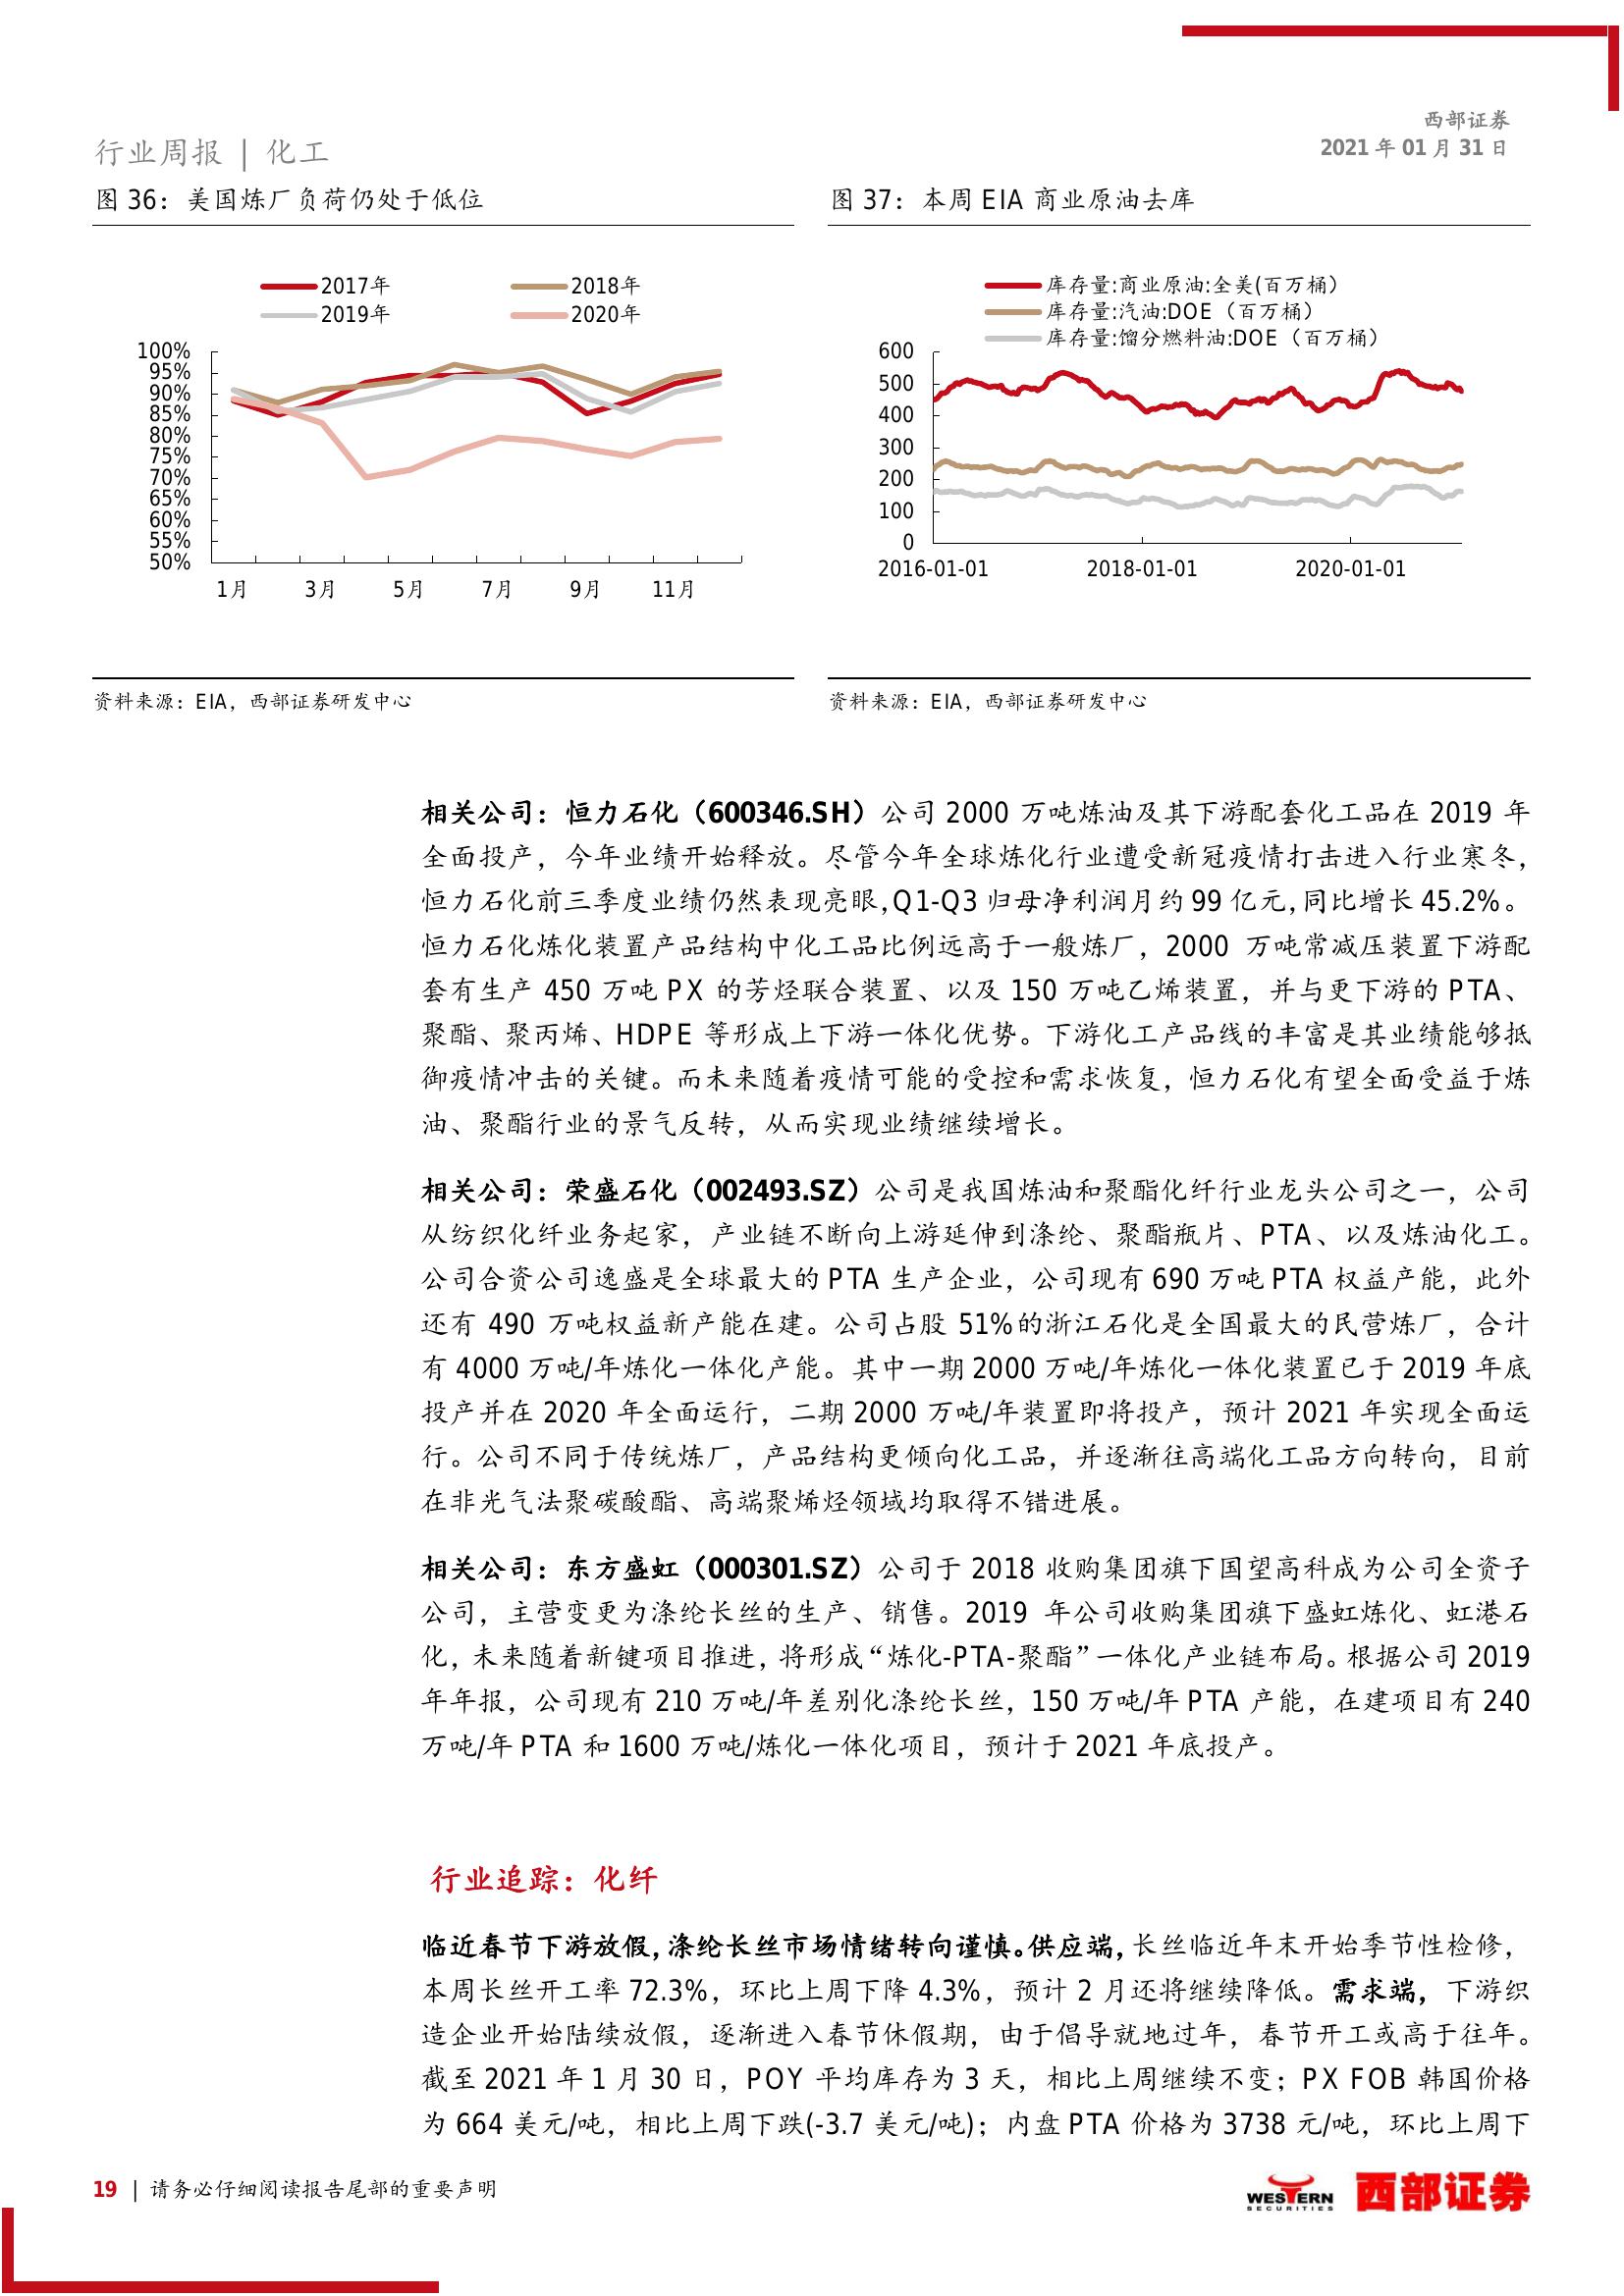 西部证券
2021 年 01 月 31 日
行业周报 | 化工
图 36：美国炼厂负荷仍处于低位
2017年
2018年
2019年
2020年
100%
95%
90%
85%
80%
75%
70%
65%
60%
55%
50%
1月 3月 5月 7月 9月 11月
资料来源：EIA，西部证券研发中心
图 37：本周 EIA 商业原油去库
库存量:商业原油:全美(百万桶）
库存量:汽油:DOE（百万桶）
库存量:馏分燃料油:DOE（百万桶）
600
500
400
300
200
100
0
2016-01-01 2018-01-01 2020-01-01
资料来源：EIA，西部证券研发中心
相关公司：恒力石化（600346.SH）公司 2000 万吨炼油及其下游配套化工品在 2019 年
全面投产，今年业绩开始释放。尽管今年全球炼化行业遭受新冠疫情打击进入行业寒冬，
恒力石化前三季度业绩仍然表现亮眼，Q1-Q3 归母净利润月约 99 亿元，同比增长 45.2%。
恒力石化炼化装置产品结构中化工品比例远高于一般炼厂，2000 万吨常减压装置下游配
套有生产 450 万吨 PX 的芳烃联合装置、以及 150 万吨乙烯装置，并与更下游的 PTA、
聚酯、聚丙烯、HDPE 等形成上下游一体化优势。下游化工产品线的丰富是其业绩能够抵
御疫情冲击的关键。而未来随着疫情可能的受控和需求恢复，恒力石化有望全面受益于炼
油、聚酯行业的景气反转，从而实现业绩继续增长。
相关公司：荣盛石化（002493.SZ）公司是我国炼油和聚酯化纤行业龙头公司之一，公司
从纺织化纤业务起家，产业链不断向上游延伸到涤纶、聚酯瓶片、PTA、以及炼油化工。
公司合资公司逸盛是全球最大的 PTA 生产企业，公司现有 690 万吨 PTA 权益产能，此外
还有 490 万吨权益新产能在建。公司占股 51%的浙江石化是全国最大的民营炼厂，合计
有 4000 万吨/年炼化一体化产能。其中一期 2000 万吨/年炼化一体化装置已于 2019 年底
投产并在 2020 年全面运行，二期 2000 万吨/年装置即将投产，预计 2021 年实现全面运
行。公司不同于传统炼厂，产品结构更倾向化工品，并逐渐往高端化工品方向转向，目前
在非光气法聚碳酸酯、高端聚烯烃领域均取得不错进展。
相关公司：东方盛虹（000301.SZ）公司于 2018 收购集团旗下国望高科成为公司全资子
公司，主营变更为涤纶长丝的生产、销售。2019 年公司收购集团旗下盛虹炼化、虹港石
化，未来随着新键项目推进，将形成“炼化-PTA-聚酯”一体化产业链布局。根据公司 2019
年年报，公司现有 210 万吨/年差别化涤纶长丝，150 万吨/年 PTA 产能，在建项目有 240
万吨/年 PTA 和 1600 万吨/炼化一体化项目，预计于 2021 年底投产。
行业追踪：化纤
临近春节下游放假，涤纶长丝市场情绪转向谨慎。供应端，长丝临近年末开始季节性检修，
本周长丝开工率 72.3%，环比上周下降 4.3%，预计 2 月还将继续降低。需求端，下游织
造企业开始陆续放假，逐渐进入春节休假期，由于倡导就地过年，春节开工或高于往年。
截至 2021 年 1 月 30 日，POY 平均库存为 3 天，相比上周继续不变；PX FOB 韩国价格
为 664 美元/吨，相比上周下跌(-3.7 美元/吨)；内盘 PTA 价格为 3738 元/吨，环比上周下
19 | 请务必仔细阅读报告尾部的重要声明
WESTERN
SECURITIES
西部证券